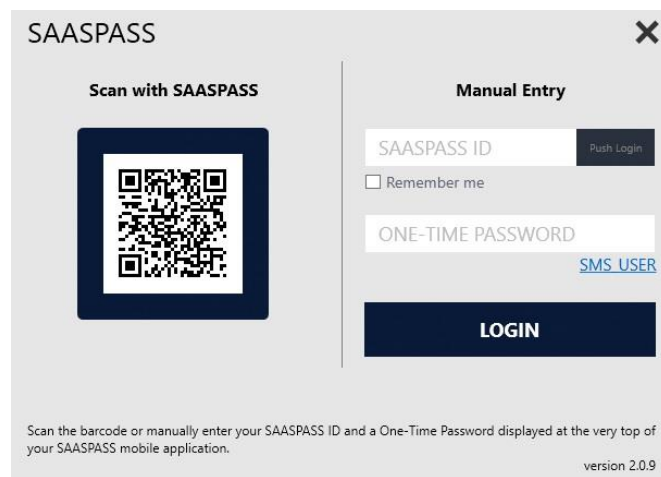 SAASPASS
Scan with SAASPASS
Manual Entry
SAASPASS ID
Push Login
Remember me
ONE-TIME PASSWORD
SMS USER
LOGIN
Scan the barcode or manually enter your SAASPASS ID and a One-Time Password displayed at the very top of
your SAASPASS mobile application.
version 2.0.9